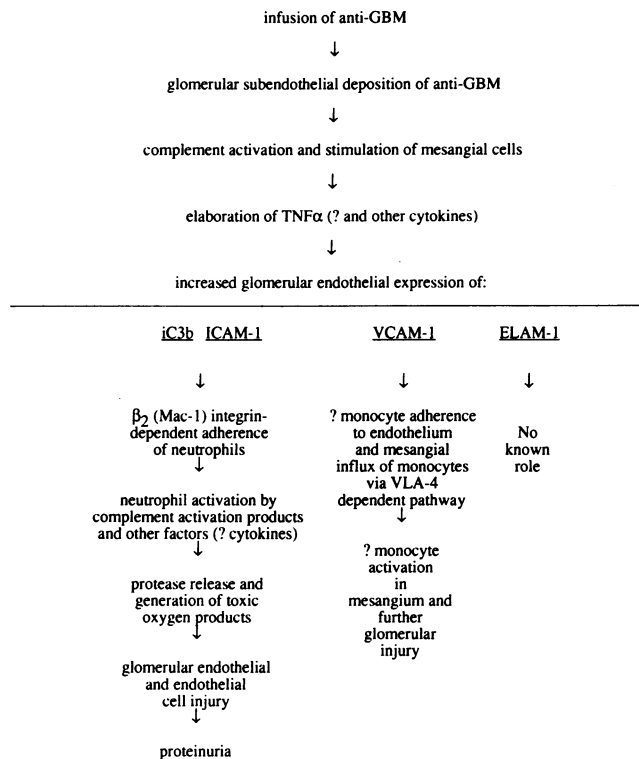 infusion of anti-GBM
↓
glomerular subendothelial deposition of anti-GBM
↓
complement activation and stimulation of mesangial cells
↓
elaboration of TNFα (? and other cytokines)
↓
increased glomerular endothelial expression of:
iC3b ICAM-1
↓
β2 (Mac-1) integrin-
dependent adherence
of neutrophils
↓
neutrophil activation by
complement activation products
and other factors (? cytokines)
↓
protease release and
generation of toxic
oxygen products
↓
glomerular endothelial
and endothelial
cell injury
↓
proteinuria
VCAM-1
↓
? monocyte adherence
to endothelium
and mesangial
influx of monocytes
via VLA-4
dependent pathway
↓
? monocyte
activation
in
mesangium and
further
glomerular
injury
ELAM-1
↓
No
known
role